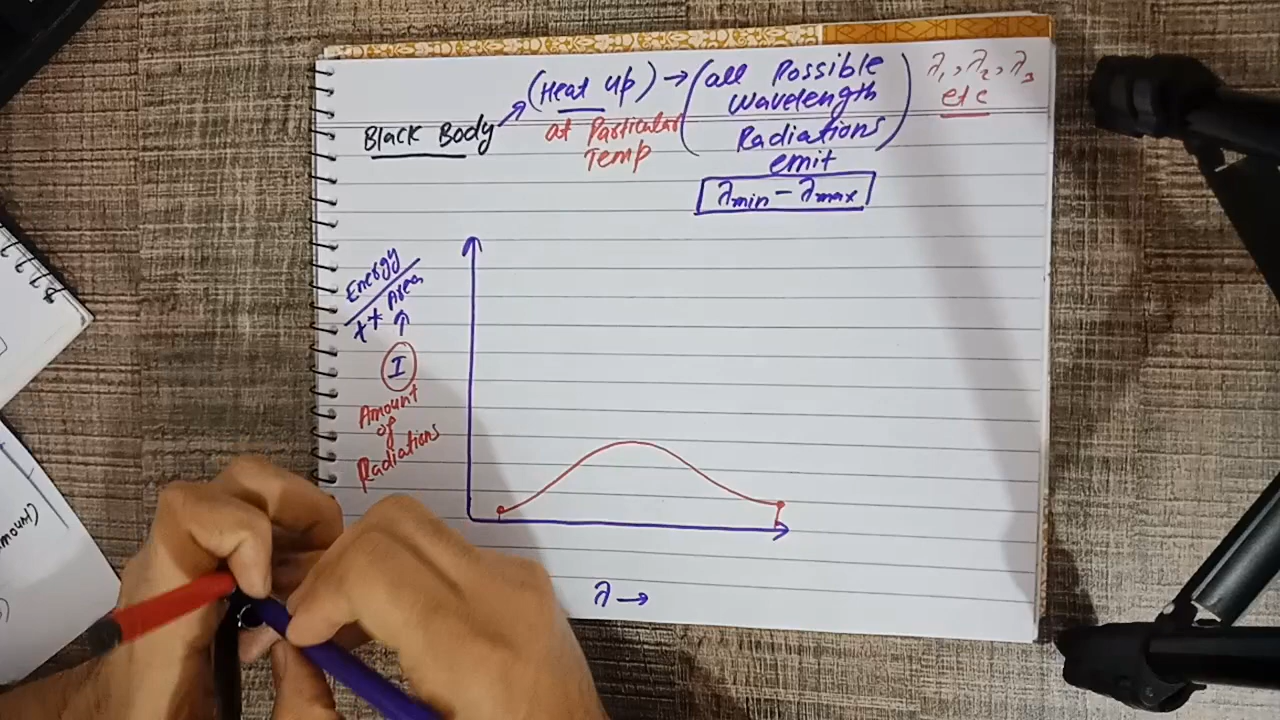 Black Body
(Heat up) →
at Particular
Temp
(all Possible
Wavelength
Radiations)
emit
λmin - λmax
λ1, λ2, λ3
etc
Energy
t * Area
I
Amount
of
Radiations
λ →